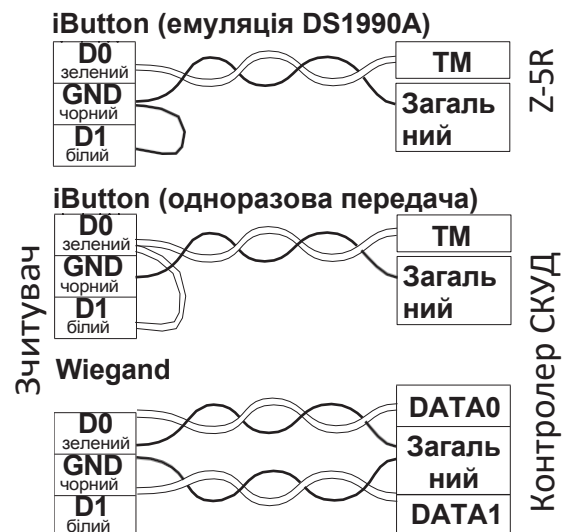 iButton (емуляція DS1990A)
D0
зелений
GND
чорний
D1
білий
TM
Загаль
ний
Z-5R
iButton (одноразова передача)
D0
зелений
GND
чорний
D1
білий
TM
Загаль
ний
Зчитувач
Контролер СКУД
Wiegand
D0
зелений
GND
чорний
D1
білий
DATA0
Загаль
ний
DATA1